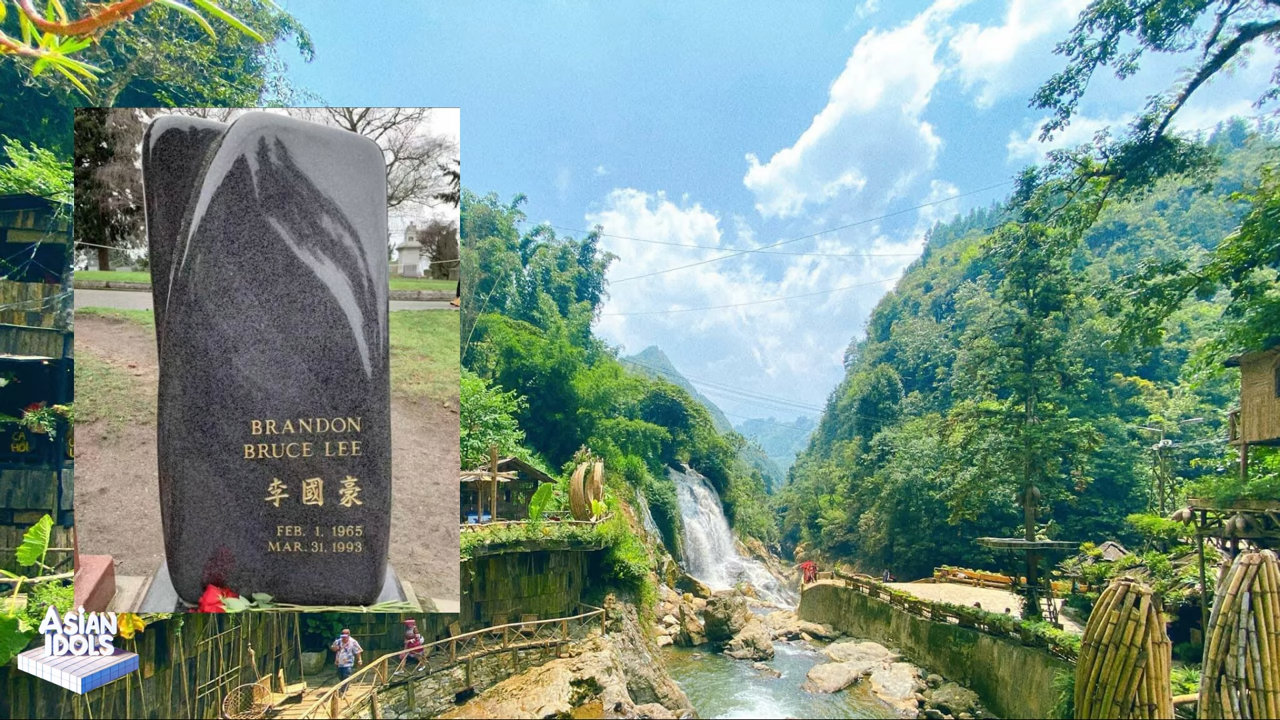 BRANDON
BRUCE LEE
李國豪
FEB. 1, 1965
MAR. 31, 1993
ASIAN
IDOLS